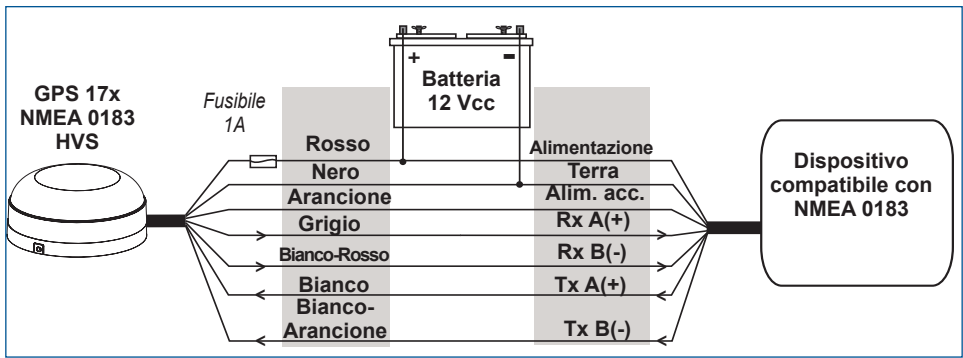 GPS 17x
NMEA 0183
HVS
Fusibile
1A
+ -
Batteria
12 Vcc
Rosso
Nero
Arancione
Grigio
Bianco-Rosso
Bianco
Bianco-
Arancione
Alimentazione
Terra
Alim. acc.
Rx A(+)
Rx B(-)
Tx A(+)
Tx B(-)
Dispositivo
compatibile con
NMEA 0183